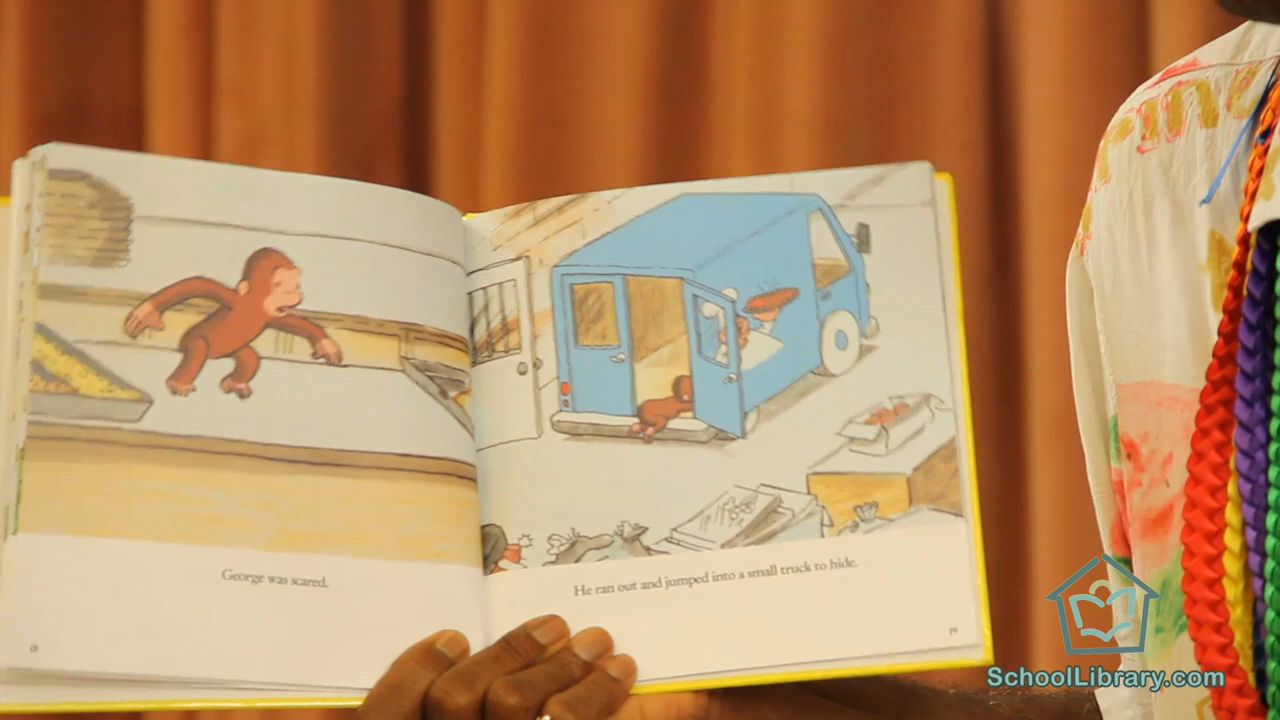 George was scared.
18
He ran out and jumped into a small truck to hide.
19
SchoolLibrary.com